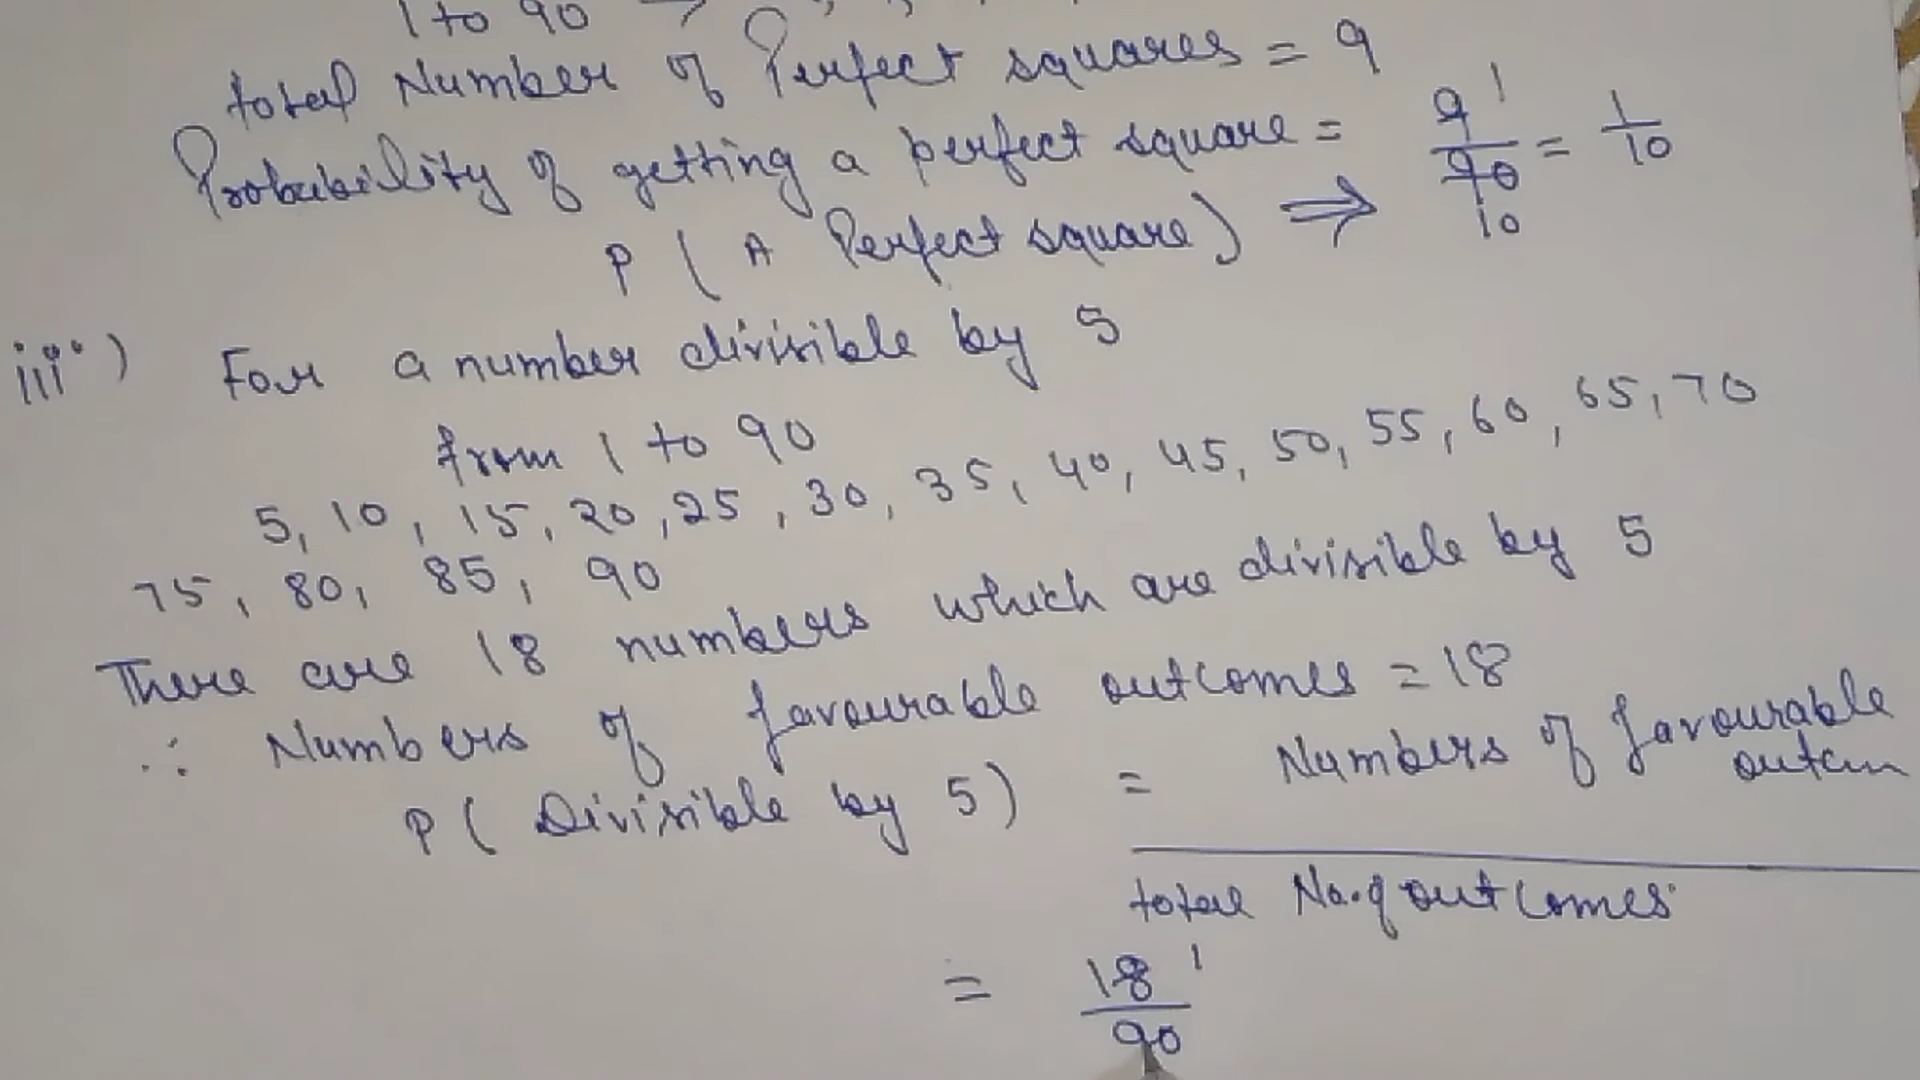 1 to 90 →
total Number of Perfect squares = 9
Probability of getting a perfect square = 9 1 / 90 10 = 1/10
P ( A Perfect square) ⇒
iii) For a number divisible by 5
from 1 to 90
5, 10, 15, 20, 25, 30, 35, 40, 45, 50, 55, 60, 65, 70
75, 80, 85, 90
There are 18 numbers which are divisible by 5
∴ Numbers of favourable outcomes = 18
P ( Divisible by 5) = Numbers of favourable
total No. of outcomes
= 18 1 / 90